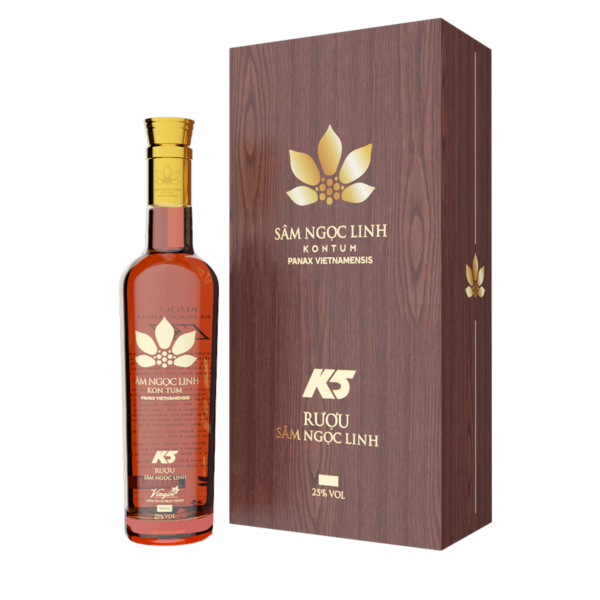 SÂM NGỌC LINH
KONTUM
PANAX VIETNAMENSIS
K5
RƯỢU
SÂM NGỌC LINH
25% VOL
SÂM NGỌC LINH
KON TUM
PANAX VIETNAMENSIS
K5
RƯỢU
SÂM NGỌC LINH
Vingin
25% VOL